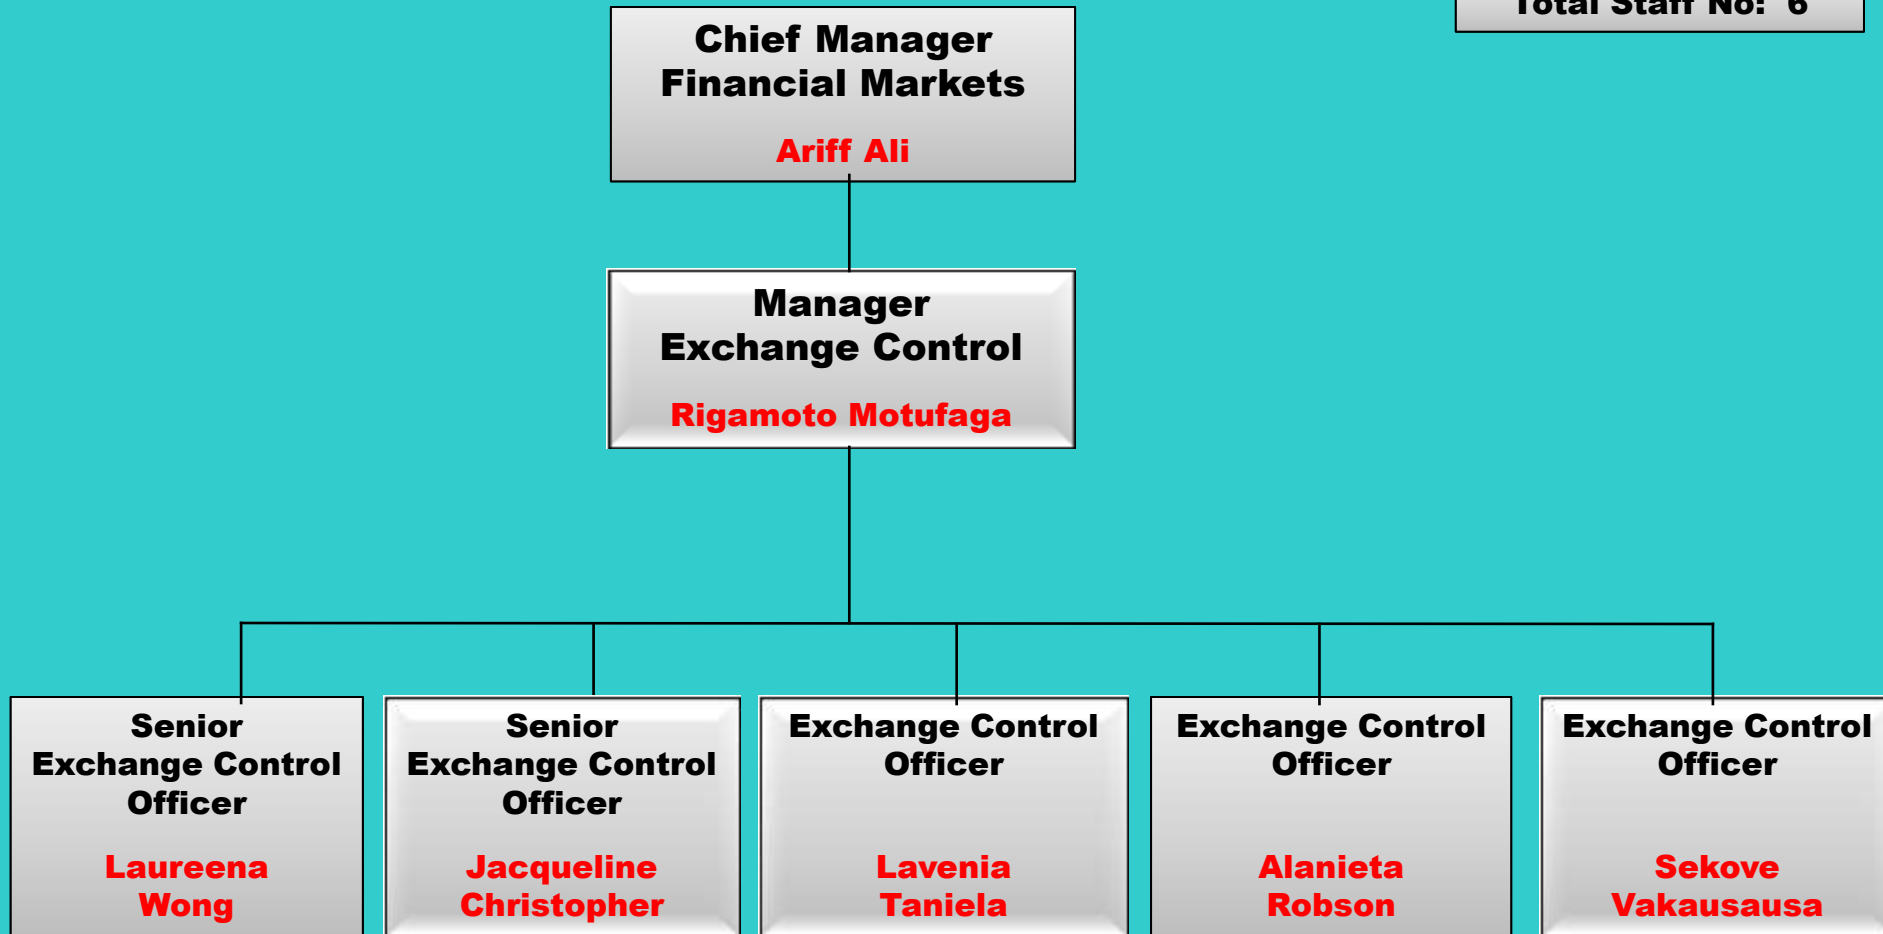 Total Staff No: 6
Chief Manager
Financial Markets
Ariff Ali
Manager
Exchange Control
Rigamoto Motufaga
Senior
Exchange Control
Officer
Laureena
Wong
Senior
Exchange Control
Officer
Jacqueline
Christopher
Exchange Control
Officer
Lavenia
Taniela
Exchange Control
Officer
Alanieta
Robson
Exchange Control
Officer
Sekove
Vakausausa